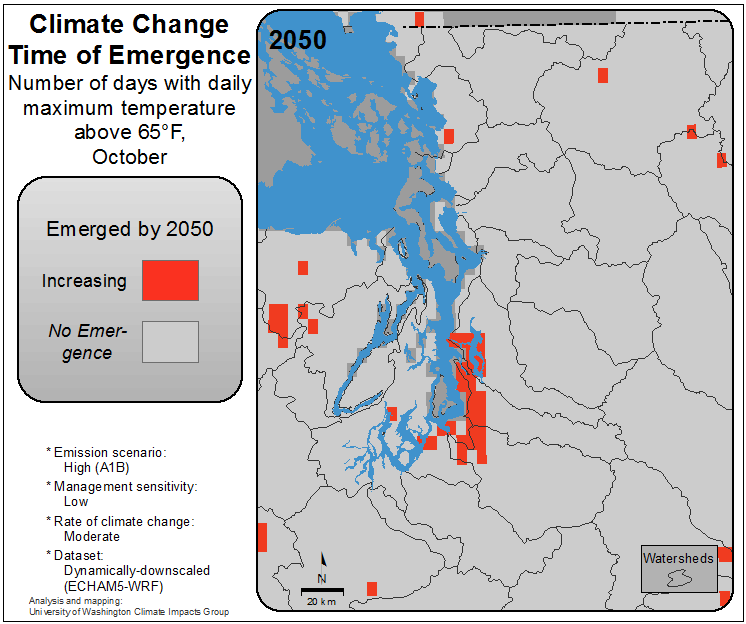 Climate Change
Time of Emergence
Number of days with daily
maximum temperature
above 65°F,
October
Emerged by 2050
Increasing
No Emer-
gence
* Emission scenario:
High (A1B)
* Management sensitivity:
Low
* Rate of climate change:
Moderate
* Dataset:
Dynamically-downscaled
(ECHAM5-WRF)
Analysis and mapping:
University of Washington Climate Impacts Group
2050
Watersheds
N
20 km